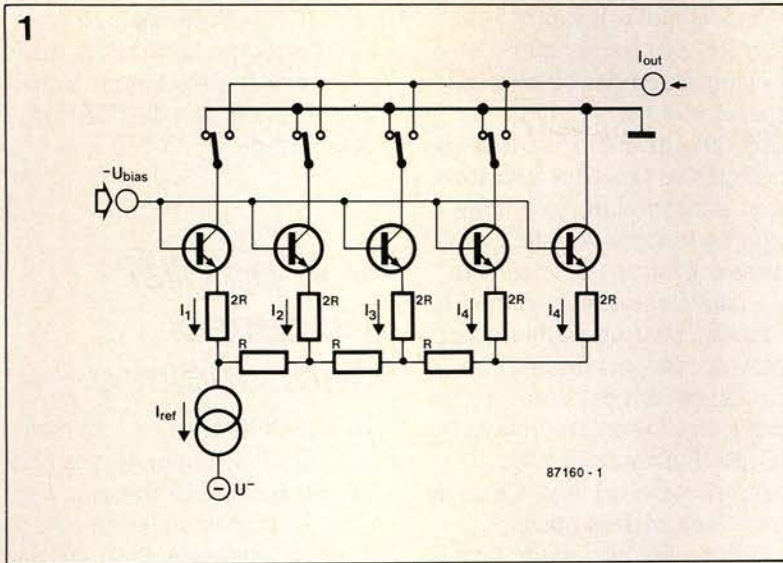 1
I_out
-U_bias
I_1 2R
I_2 2R
I_3 2R
I_4 2R
I_4 2R
R
R
R
I_ref
U⁻
87160 - 1